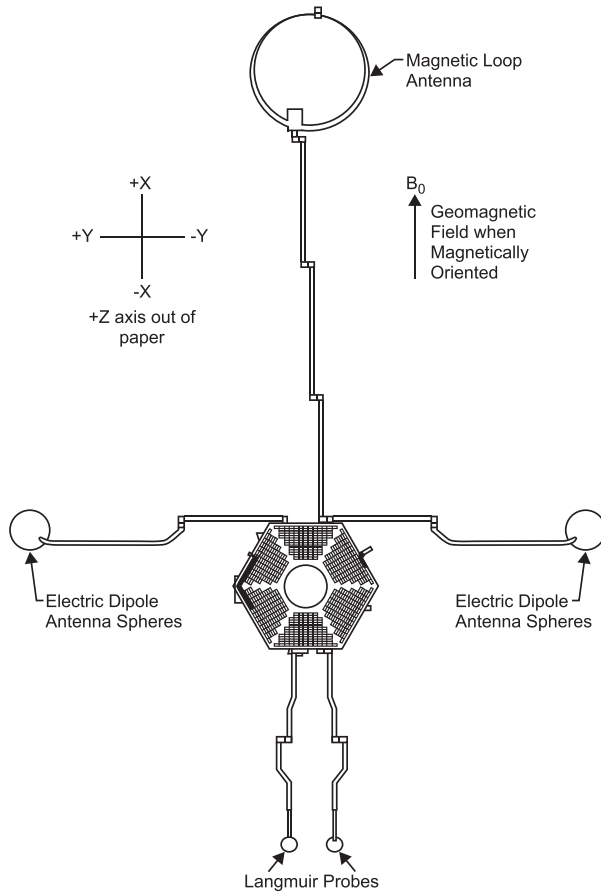 Magnetic Loop
Antenna
+X
+Y
-Y
-X
+Z axis out of
paper
B₀
Geomagnetic
Field when
Magnetically
Oriented
Electric Dipole
Antenna Spheres
Electric Dipole
Antenna Spheres
Langmuir Probes